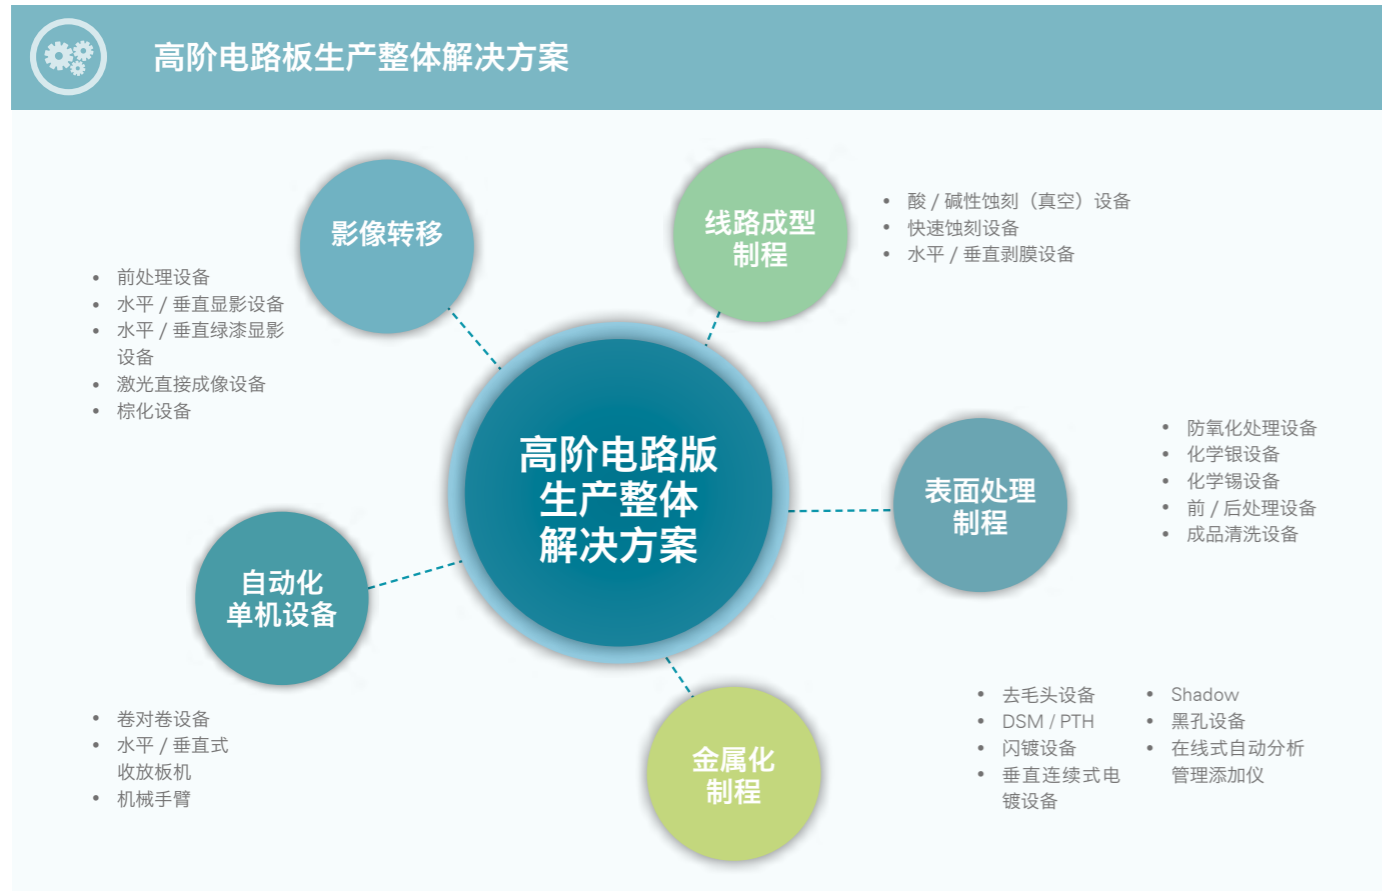 高阶电路板生产整体解决方案
影像转移
• 前处理设备
• 水平 / 垂直显影设备
• 水平 / 垂直绿漆显影
设备
• 激光直接成像设备
• 棕化设备
线路成型
制程
• 酸 / 碱性蚀刻（真空）设备
• 快速蚀刻设备
• 水平 / 垂直剥膜设备
高阶电路版
生产整体
解决方案
表面处理
制程
• 防氧化处理设备
• 化学银设备
• 化学锡设备
• 前 / 后处理设备
• 成品清洗设备
自动化
单机设备
• 卷对卷设备
• 水平 / 垂直式
收放板机
• 机械手臂
金属化
制程
• 去毛头设备
• DSM / PTH
• 闪镀设备
• 垂直连续式电
镀设备
• Shadow
• 黑孔设备
• 在线式自动分析
管理添加仪